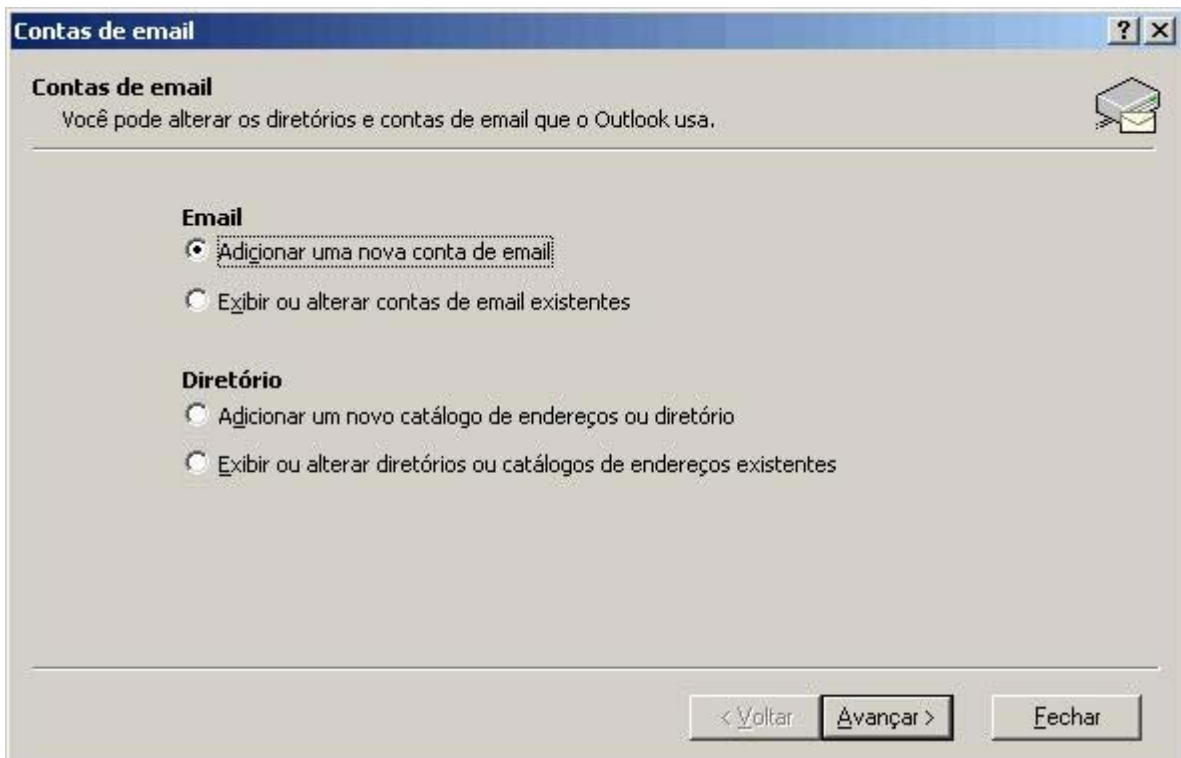 Contas de email
Contas de email
Você pode alterar os diretórios e contas de email que o Outlook usa.
Email
Adicionar uma nova conta de email
Exibir ou alterar contas de email existentes
Diretório
Adicionar um novo catálogo de endereços ou diretório
Exibir ou alterar diretórios ou catálogos de endereços existentes
< Voltar Avançar > Fechar